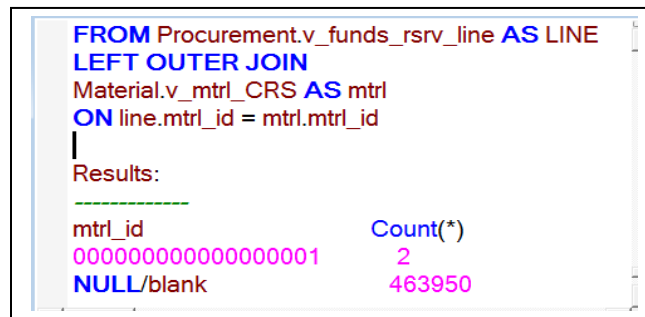 FROM Procurement.v_funds_rsrv_line AS LINE
LEFT OUTER JOIN
Material.v_mtrl_CRS AS mtrl
ON line.mtrl_id = mtrl.mtrl_id
Results:
-------------
mtrl_id Count(*)
000000000000000001 2
NULL/blank 463950